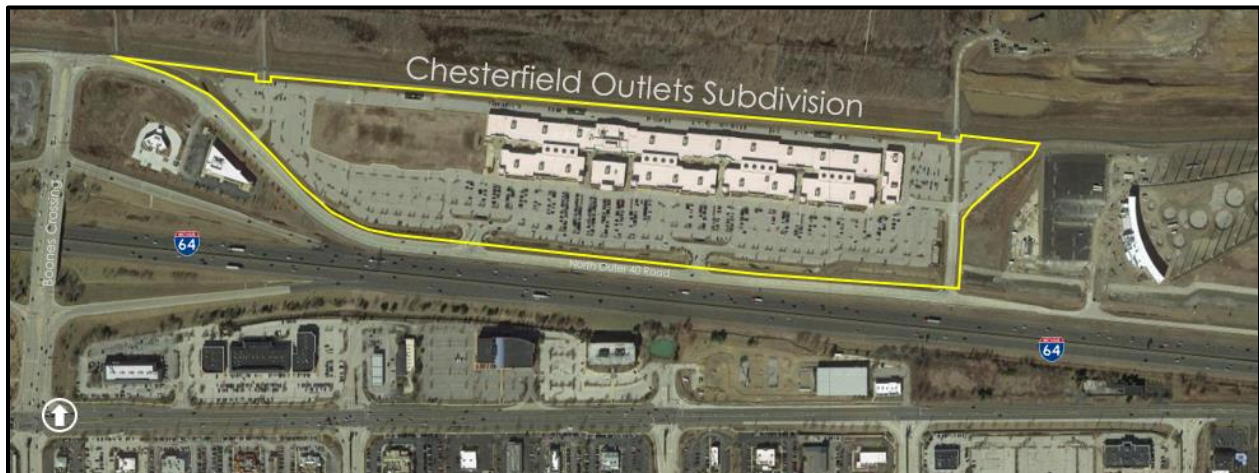 Chesterfield Outlets Subdivision
Boones Crossing
64
North Outer 40 Road
64